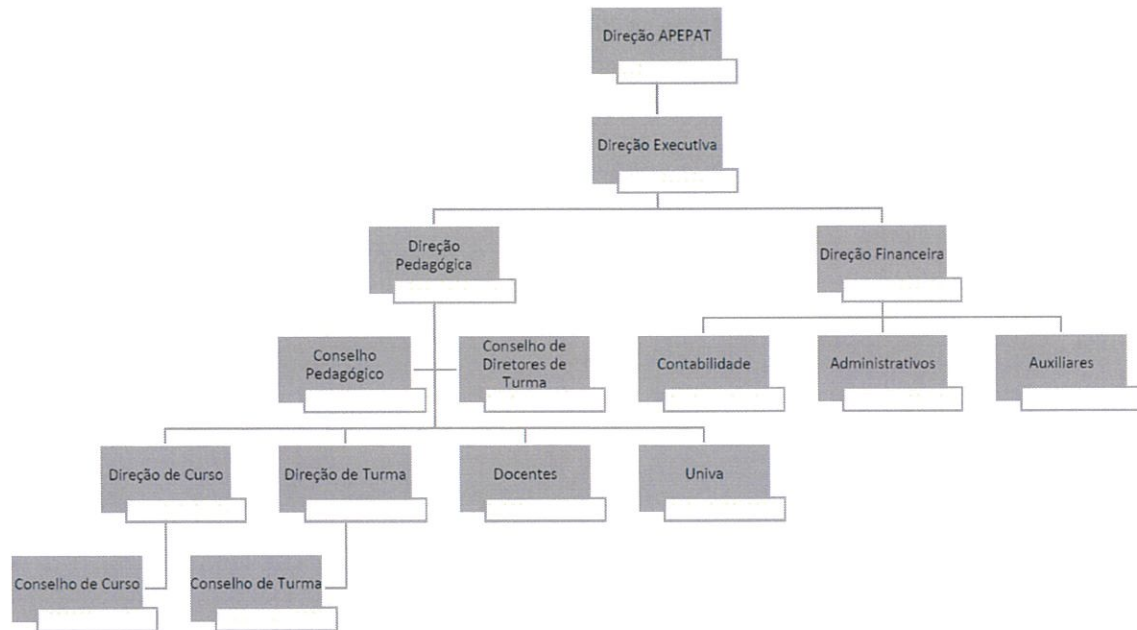 Direção APEPAT
Direção Executiva
Direção
Pedagógica
Direção Financeira
Conselho
Pedagógico
Conselho de
Diretores de
Turma
Contabilidade
Administrativos
Auxiliares
Direção de Curso
Direção de Turma
Docentes
Univa
Conselho de Curso
Conselho de Turma